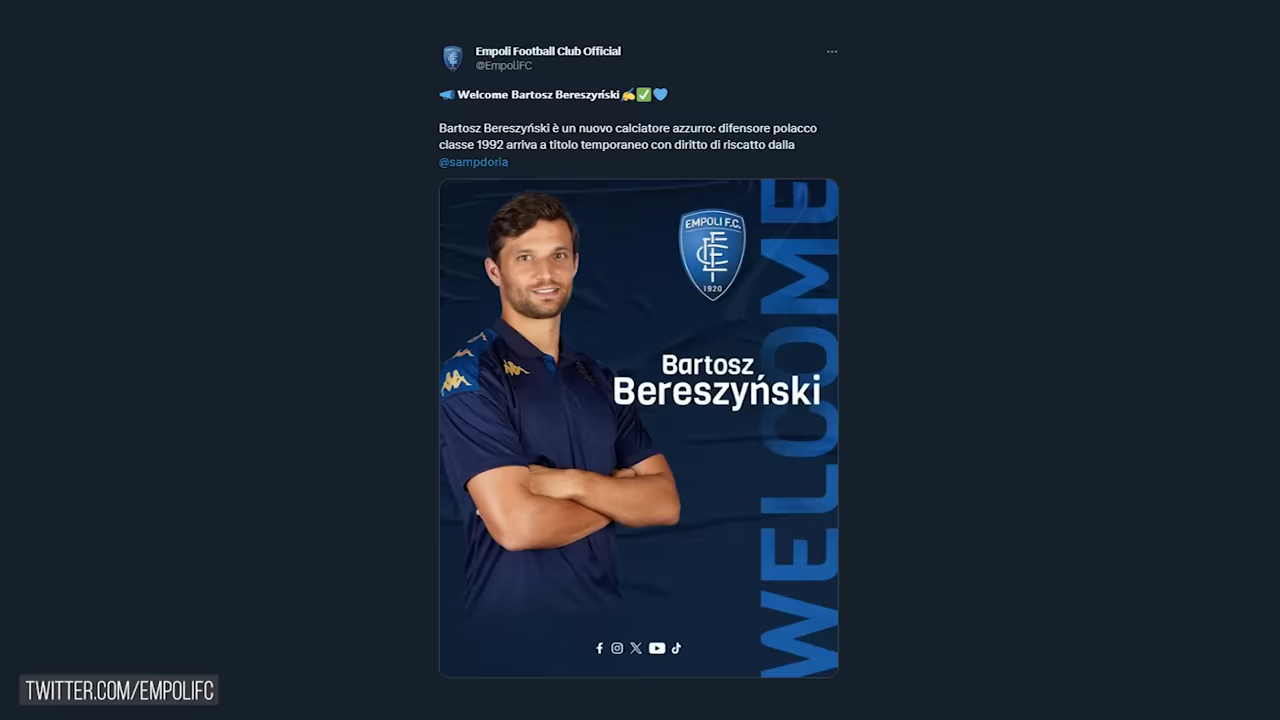 Empoli Football Club Official
@EmpoliFC
Welcome Bartosz Bereszyński
Bartosz Bereszyński è un nuovo calciatore azzurro: difensore polacco
classe 1992 arriva a titolo temporaneo con diritto di riscatto dalla
@sampdoria
EMPOLI F.C.
1920
Bartosz
Bereszyński
WELCOME
TWITTER.COM/EMPOLIFC